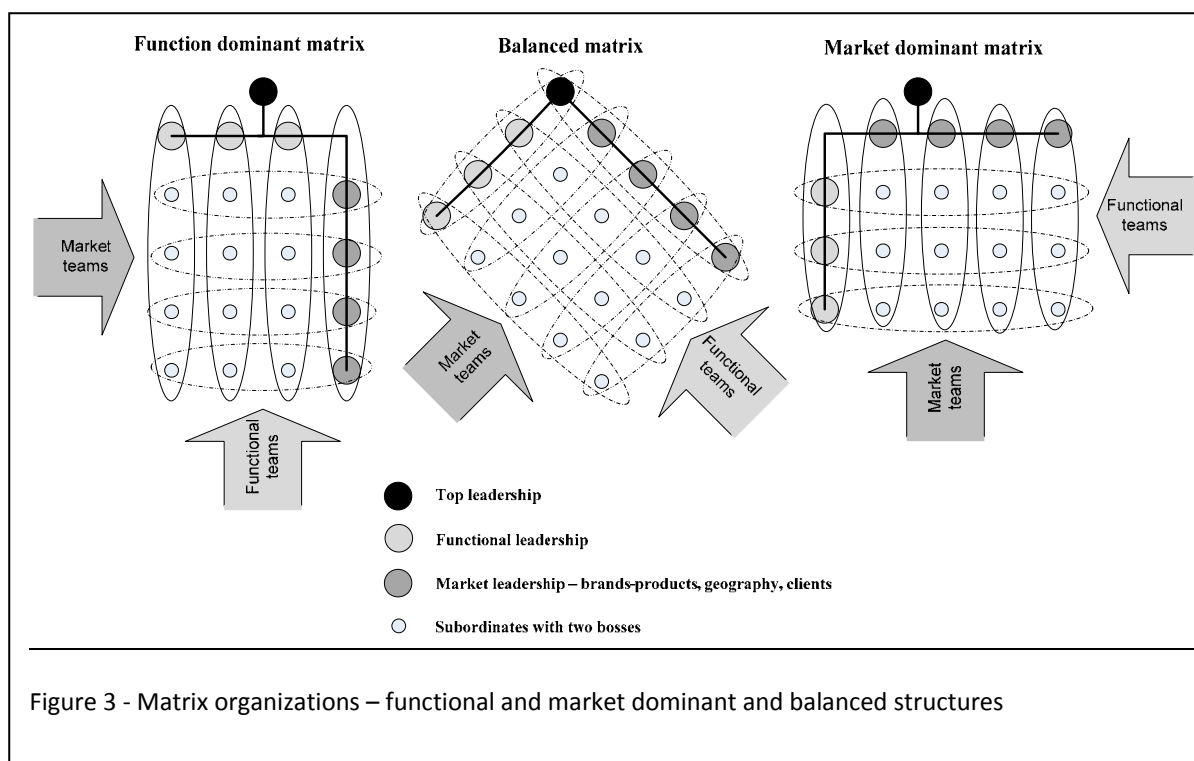 Function dominant matrix
Balanced matrix
Market dominant matrix
Market
teams
Functional
teams
Market
teams
Functional
teams
Functional
teams
Market
teams
Top leadership
Functional leadership
Market leadership – brands-products, geography, clients
Subordinates with two bosses
Figure 3 - Matrix organizations – functional and market dominant and balanced structures